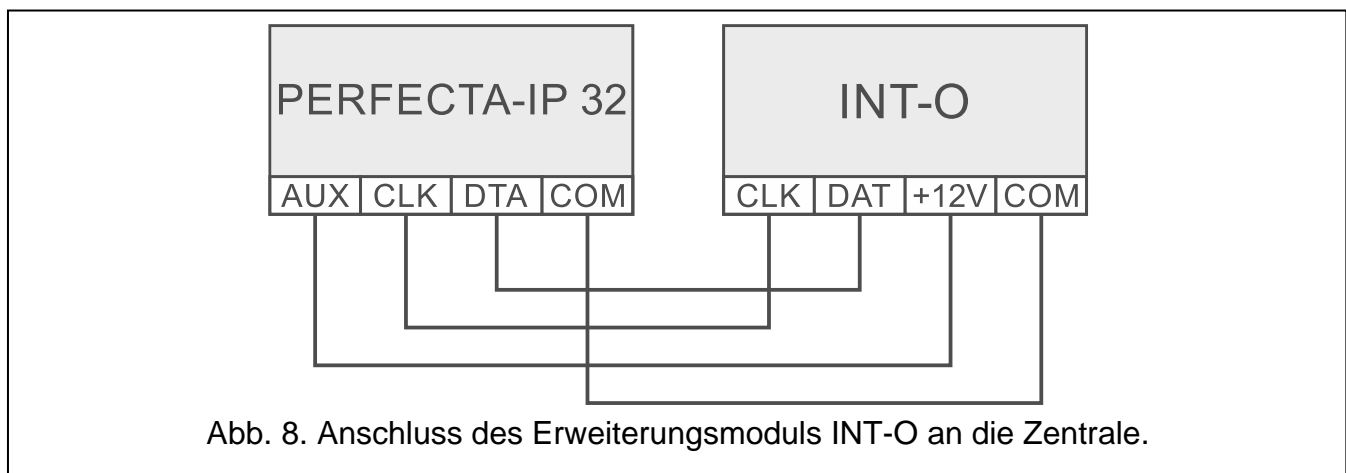 PERFECTA-IP 32
INT-O
AUX CLK DTA COM
CLK DAT +12V COM
Abb. 8. Anschluss des Erweiterungsmoduls INT-O an die Zentrale.